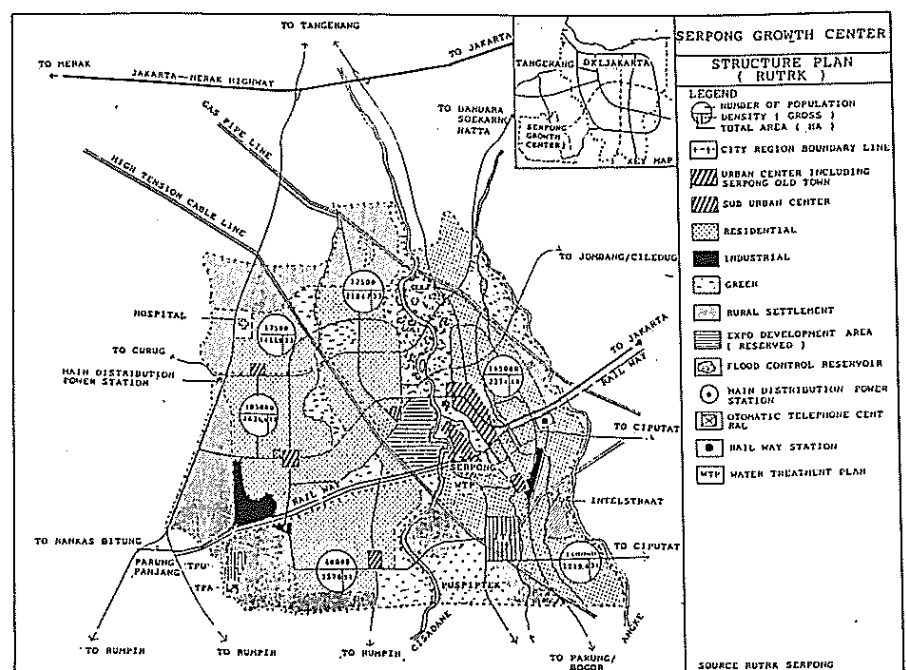 SERPONG GROWTH CENTER
STRUCTURE PLAN
( RUTRK )
LEGEND
NUMBER OF POPULATION
DENSITY ( GROSS )
TOTAL AREA ( HA )
CITY REGION BOUNDARY LINE
URBAN CENTER INCLUDING
SERPONG OLD TOWN
SUB URBAN CENTER
RESIDENTIAL
INDUSTRIAL
GREEN
RURAL SETTLEMENT
EXPO DEVELOPMENT AREA
( RESERVED )
FLOOD CONTROL RESERVOIR
MAIN DISTRIBUTION POWER
STATION
OTOMATIC TELEPHONE CENT
RAL
RAIL WAY STATION
WTP WATER TREATMENT PLAN
SOURCE RUTRK SERPONG
TANGERANG
DKI JAKARTA
SERPONG
GROWTH
CENTER
KEY MAP
TO TANGERANG
TO JAKARTA
TO MERAK
JAKARTA-MERAK HIGHWAY
TO BANDARA
SOEKARNO
HATTA
GAS PIPE LINE
HIGH TENSION CABLE LINE
TO JOMBANG/CILEDUG
HOSPITAL
32500
17500
TO CURUG
MAIN DISTRIBUTION
POWER STATION
TO JAKARTA
RAIL WAY
TO CIPUTAT
SERPONG
WTP
RAIL WAY
INTELSTRAAT
TO NANKAS BITUNG
PARUNG
PANJANG
TPU
TPA
TO CIPUTAT
40000
PUSPIPTEK
CISADANE
ANGKE
TO RUMPIN
TO RUMPIN
TO RUMPIN
TO PARUNG/
BOGOR